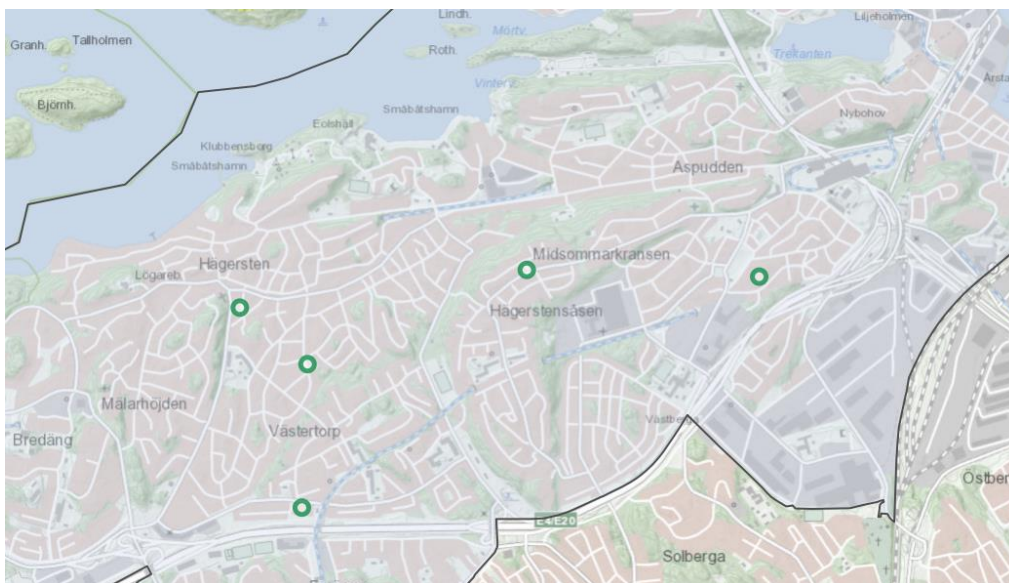 Lindh.
Liljeholmen
Granh.
Tallholmen
Mörtv.
Roth.
Trekanten
Vinterv.
Årsta
Björnh.
Småbåtshamn
Nybohov
Eolshäll
Klubbensborg
Småbåtshamn
Aspudden
Midsommarkransen
Hägersten
Lögareb.
Hägerstensåsen
Mälarhöjden
Västberga
Västertorp
Bredäng
Östber
E4 E20
Solberga